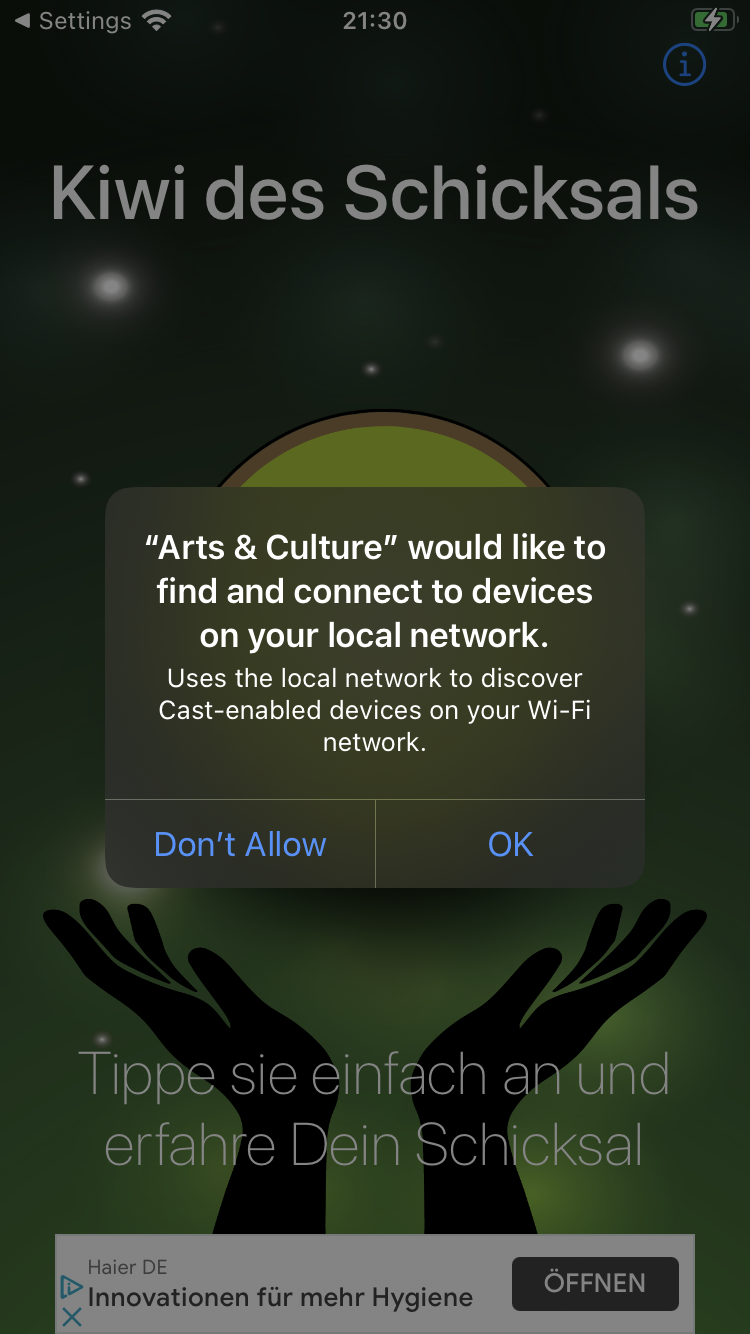 Settings
21:30
Kiwi des Schicksals
“Arts & Culture” would like to
find and connect to devices
on your local network.
Uses the local network to discover
Cast-enabled devices on your Wi-Fi
network.
Don’t Allow
OK
Tippe sie einfach an und
erfahre Dein Schicksal
Haier DE
Innovationen für mehr Hygiene
ÖFFNEN